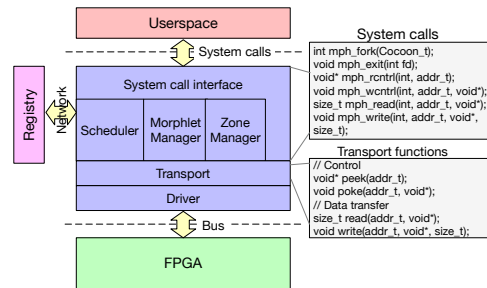 Userspace
System calls
System calls
int mph_fork(Cocoon_t);
void mph_exit(int fd);
void* mph_rcntrl(int, addr_t);
void mph_wcntrl(int, addr_t, void*);
size_t mph_read(int, addr_t, void*);
void mph_write(int, addr_t, void*,
size_t);
Registry
Network
System call interface
Scheduler
Morphlet
Manager
Zone
Manager
Transport
Driver
Transport functions
// Control
void* peek(addr_t);
void poke(addr_t, void*);
// Data transfer
size_t read(addr_t, void*);
void write(addr_t, void*, size_t);
Bus
FPGA